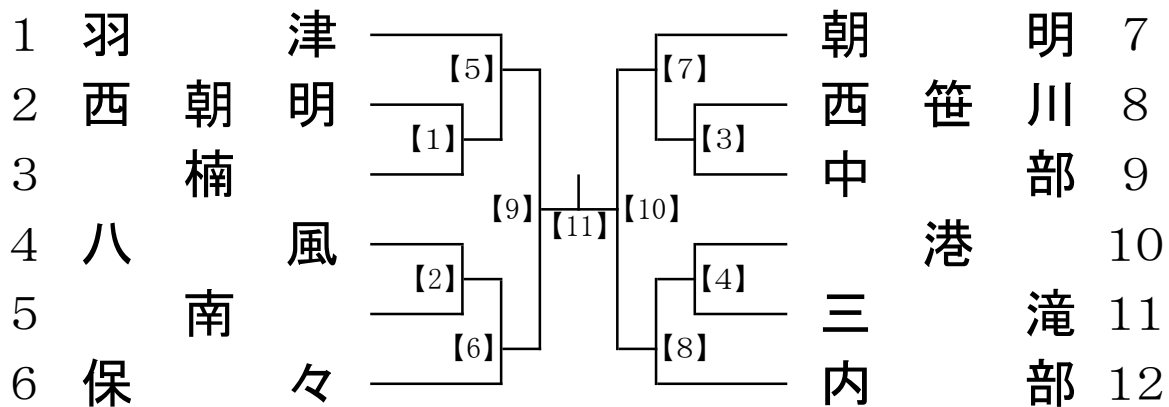 1 羽津 朝明 7
【5】 【7】
2 西朝明 西笹川 8
【1】 【3】
3 楠 中部 9
【9】 【11】 【10】
4 八風 港 10
【2】 【4】
5 南 三滝 11
【6】 【8】
6 保々 内部 12